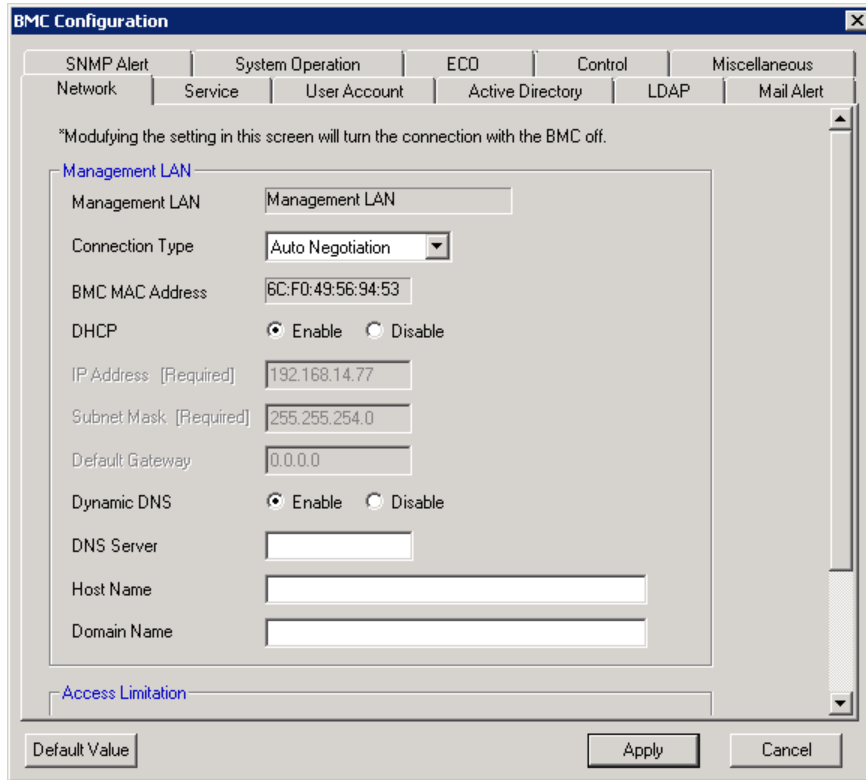 BMC Configuration
SNMP Alert System Operation ECO Control Miscellaneous
Network Service User Account Active Directory LDAP Mail Alert
*Modufying the setting in this screen will turn the connection with the BMC off.
Management LAN
Management LAN Management LAN
Connection Type Auto Negotiation
BMC MAC Address 6C:F0:49:56:94:53
DHCP Enable Disable
IP Address [Required] 192.168.14.77
Subnet Mask [Required] 255.255.254.0
Default Gateway 0.0.0.0
Dynamic DNS Enable Disable
DNS Server
Host Name
Domain Name
Access Limitation
Default Value Apply Cancel